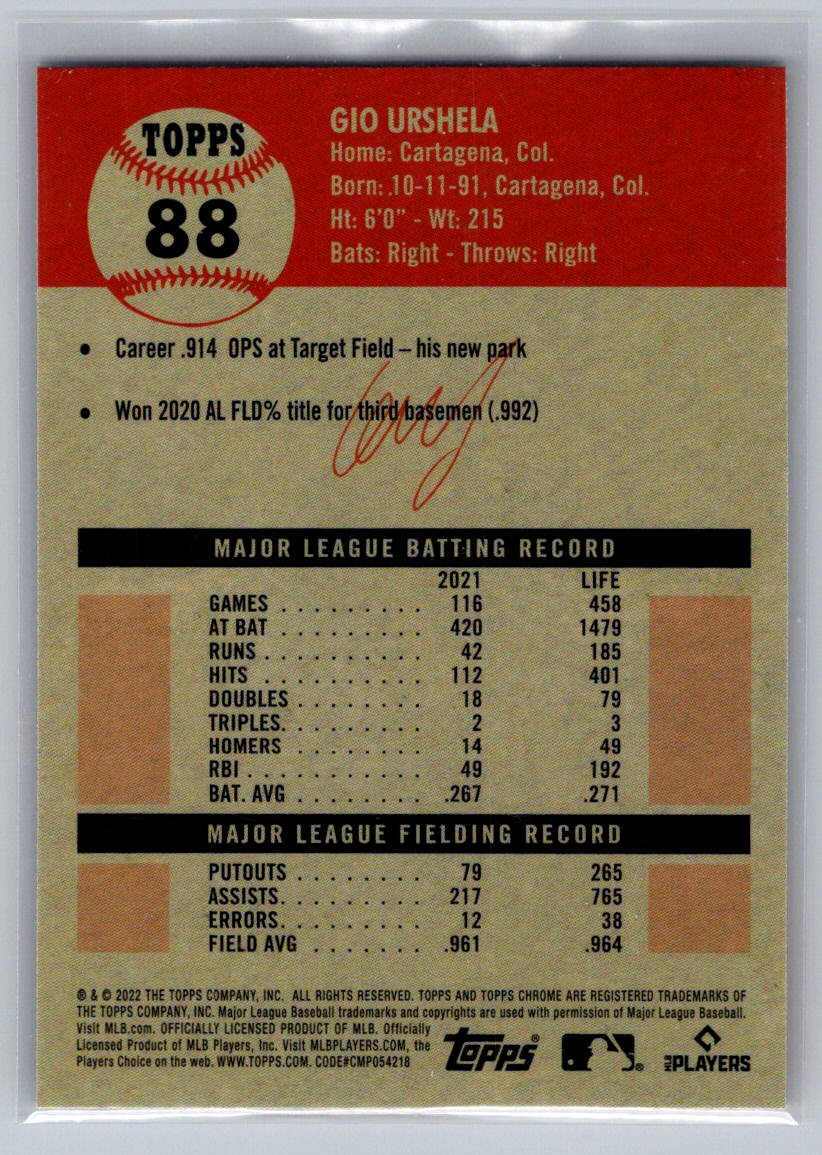 TOPPS
88
GIO URSHELA
Home: Cartagena, Col.
Born: 10-11-91, Cartagena, Col.
Ht: 6'0" - Wt: 215
Bats: Right - Throws: Right
• Career .914 OPS at Target Field – his new park
• Won 2020 AL FLD% title for third basemen (.992)
MAJOR LEAGUE BATTING RECORD
2021 LIFE
GAMES . . . . . . . . . 116 458
AT BAT . . . . . . . . . 420 1479
RUNS . . . . . . . . . . 42 185
HITS . . . . . . . . . . 112 401
DOUBLES . . . . . . . . 18 79
TRIPLES. . . . . . . . . 2 3
HOMERS . . . . . . . . 14 49
RBI . . . . . . . . . . . 49 192
BAT. AVG . . . . . . . . .267 .271
MAJOR LEAGUE FIELDING RECORD
PUTOUTS . . . . . . . . 79 265
ASSISTS. . . . . . . . . 217 765
ERRORS. . . . . . . . . 12 38
FIELD AVG . . . . . . . .961 .964
® & © 2022 THE TOPPS COMPANY, INC. ALL RIGHTS RESERVED. TOPPS AND TOPPS CHROME ARE REGISTERED TRADEMARKS OF
THE TOPPS COMPANY, INC. Major League Baseball trademarks and copyrights are used with permission of Major League Baseball.
Visit MLB.com. OFFICIALLY LICENSED PRODUCT OF MLB. Officially
Licensed Product of MLB Players, Inc. Visit MLBPLAYERS.COM, the
Players Choice on the web. WWW.TOPPS.COM. CODE#CMP054218
Topps®
®
MLB PLAYERS